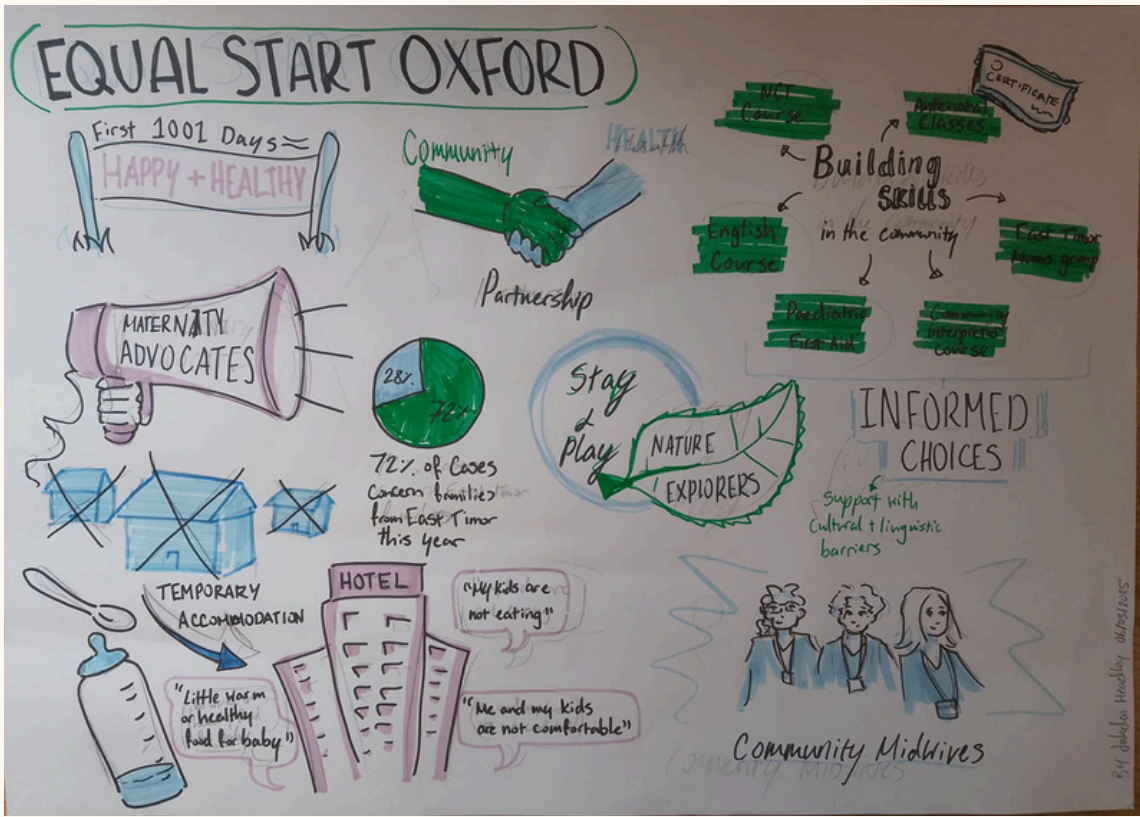 EQUAL START OXFORD
First 1001 Days =
HAPPY + HEALTHY
Community
HEALTH
Partnership
NCT
Course
Antenatal
Classes
CERTIFICATE
Building
skills
in the community
English
Course
East Timor
Mums group
Paediatric
First Aid
Community
interpreter
course
MATERNITY
ADVOCATES
28%
72%
72% of Cases
concern families
from East Timor
this year
Stay
&
Play
NATURE
EXPLORERS
INFORMED
CHOICES
Support with
Cultural + linguistic
barriers
TEMPORARY
ACCOMMODATION
HOTEL
"My kids are
not eating"
"Little warm
or healthy
food for baby"
"Me and my kids
are not comfortable"
Community Midwives
By Headley